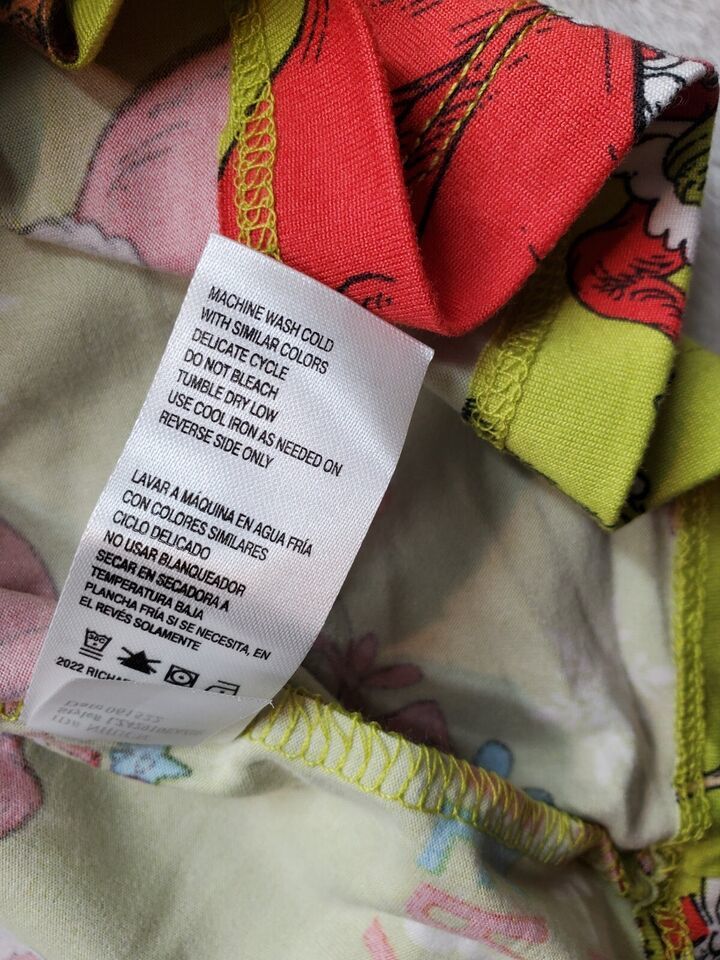 MACHINE WASH COLD
WITH SIMILAR COLORS
DELICATE CYCLE
DO NOT BLEACH
TUMBLE DRY LOW
USE COOL IRON AS NEEDED ON
REVERSE SIDE ONLY
LAVAR A MAQUINA EN AGUA FRÍA
CON COLORES SIMILARES
CICLO DELICADO
NO USAR BLANQUEADOR
SECAR EN SECADORA A
TEMPERATURA BAJA
PLANCHA FRÍA SI SE NECESITA, EN
EL REVÉS SOLAMENTE
2022